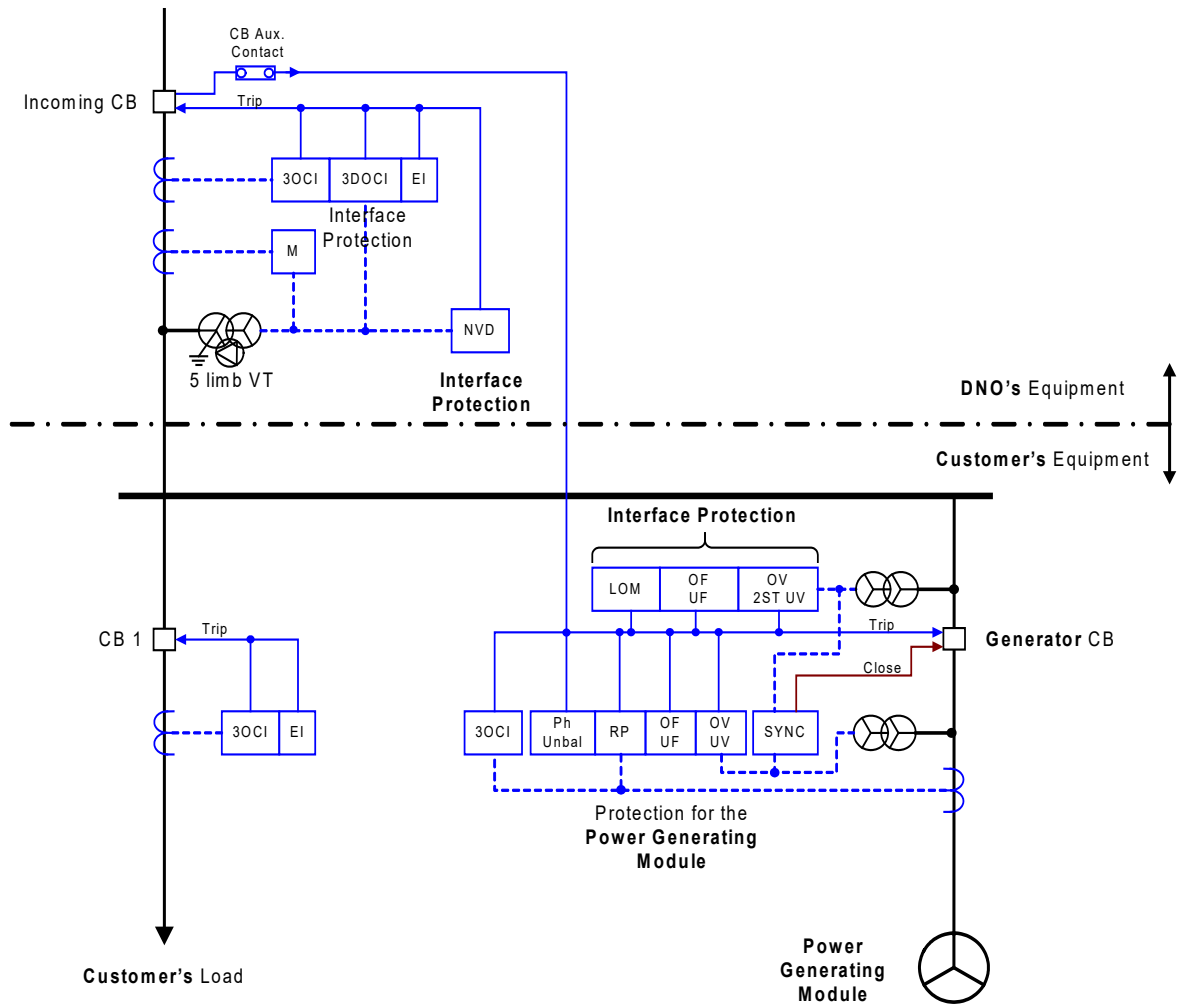 CB Aux.
Contact
Incoming CB
Trip
3OCI
3DOCI
EI
Interface
Protection
M
NVD
5 limb VT
Interface
Protection
DNO's Equipment
Customer's Equipment
Interface Protection
LOM
OF
UF
OV
2ST UV
CB 1
Trip
Trip
Generator CB
Close
3OCI
EI
3OCI
Ph
Unbal
RP
OF
UF
OV
UV
SYNC
Protection for the
Power Generating
Module
Customer's Load
Power
Generating
Module